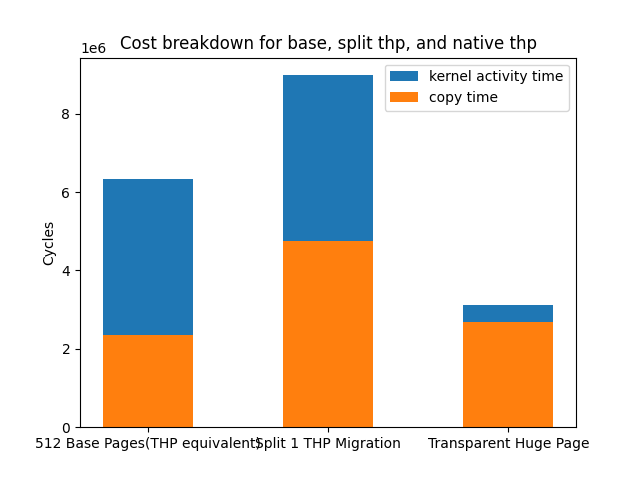 Cost breakdown for base, split thp, and native thp
1e6
kernel activity time
copy time
8
6
4
2
0
Cycles
512 Base Pages(THP equivalent)
Split 1 THP Migration
Transparent Huge Page